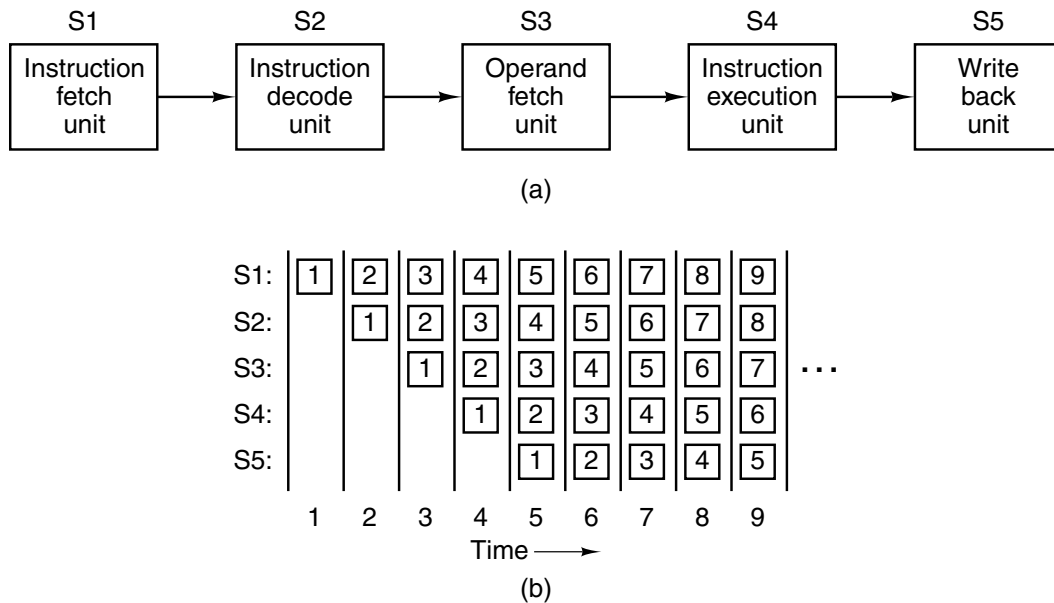 S1 S2 S3 S4 S5
Instruction fetch unit
Instruction decode unit
Operand fetch unit
Instruction execution unit
Write back unit
(a)
S1: 1 2 3 4 5 6 7 8 9
S2: 1 2 3 4 5 6 7 8
S3: 1 2 3 4 5 6 7 ...
S4: 1 2 3 4 5 6
S5: 1 2 3 4 5
1 2 3 4 5 6 7 8 9
Time
(b)